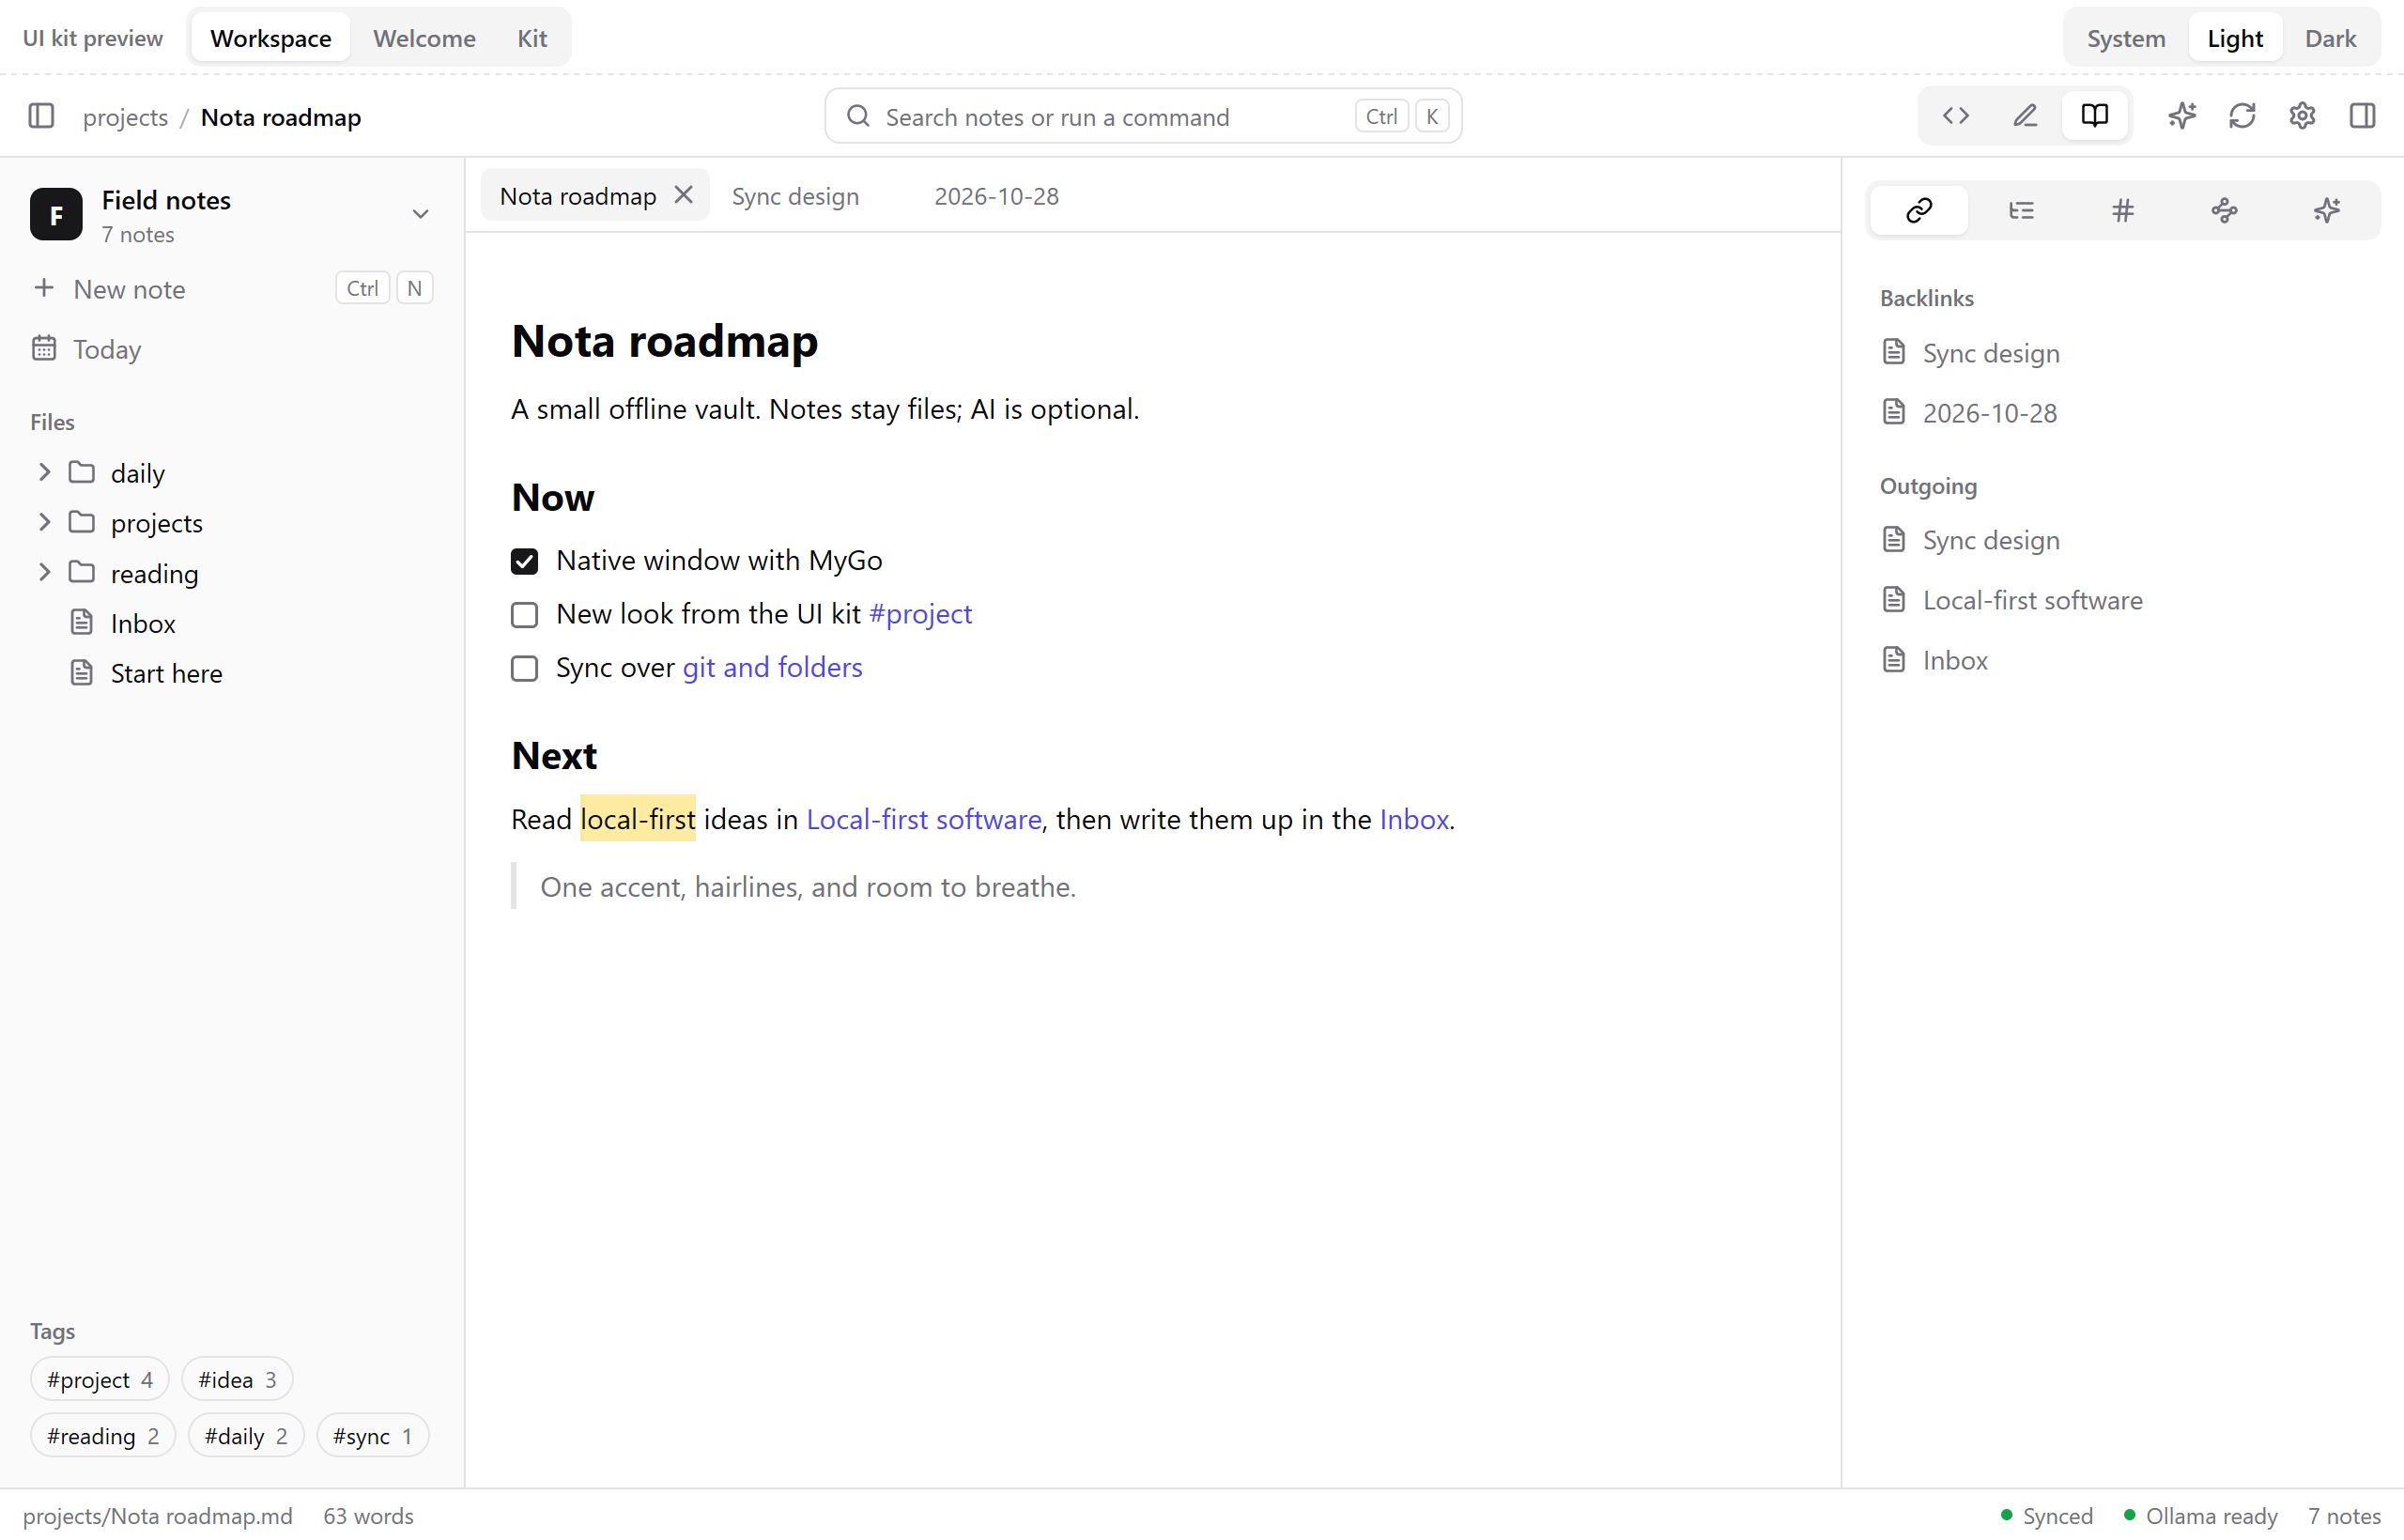 UI kit preview
Workspace
Welcome
Kit
System
Light
Dark
projects / Nota roadmap
Search notes or run a command
Ctrl K
F
Field notes
7 notes
New note
Ctrl N
Today
Files
daily
projects
reading
Inbox
Start here
Tags
#project 4
#idea 3
#reading 2
#daily 2
#sync 1
Nota roadmap
Sync design
2026-10-28
Nota roadmap
A small offline vault. Notes stay files; AI is optional.
Now
Native window with MyGo
New look from the UI kit #project
Sync over git and folders
Next
Read local-first ideas in Local-first software, then write them up in the Inbox.
One accent, hairlines, and room to breathe.
Backlinks
Sync design
2026-10-28
Outgoing
Sync design
Local-first software
Inbox
projects/Nota roadmap.md
63 words
Synced
Ollama ready
7 notes